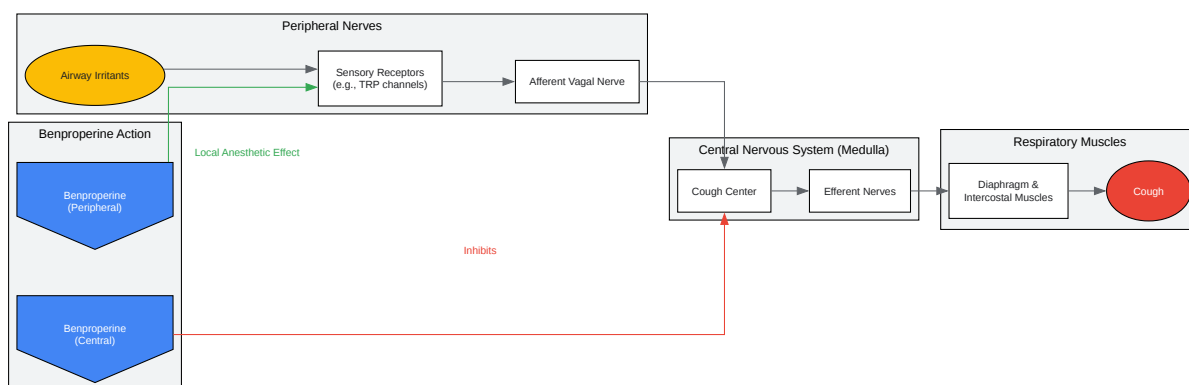 Peripheral Nerves
Airway Irritants
Sensory Receptors
(e.g., TRP channels)
Afferent Vagal Nerve
Benproperine Action
Local Anesthetic Effect
Benproperine
(Peripheral)
Central Nervous System (Medulla)
Cough Center
Efferent Nerves
Respiratory Muscles
Diaphragm &
Intercostal Muscles
Cough
Inhibits
Benproperine
(Central)